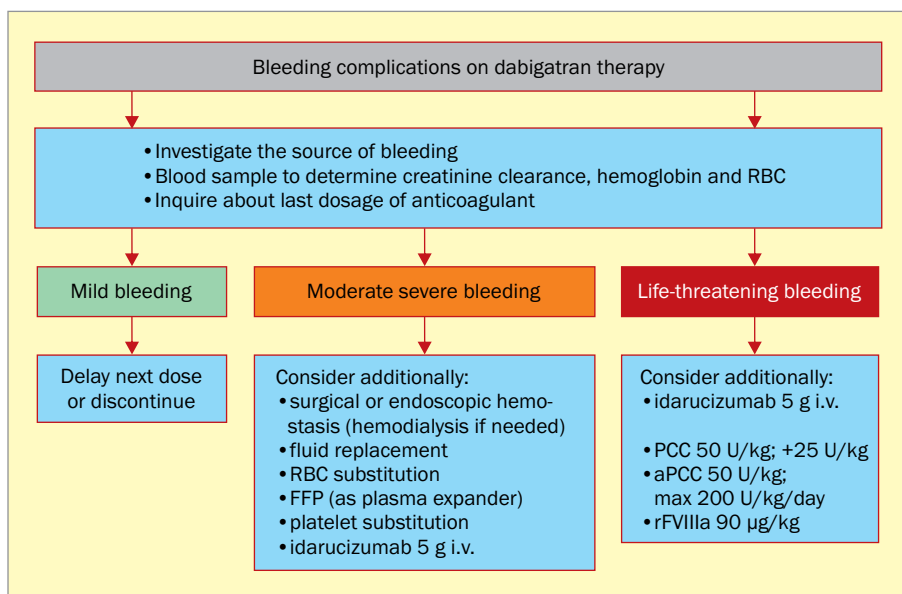 Bleeding complications on dabigatran therapy
• Investigate the source of bleeding
• Blood sample to determine creatinine clearance, hemoglobin and RBC
• Inquire about last dosage of anticoagulant
Mild bleeding
Delay next dose
or discontinue
Moderate severe bleeding
Consider additionally:
• surgical or endoscopic hemo-
stasis (hemodialysis if needed)
• fluid replacement
• RBC substitution
• FFP (as plasma expander)
• platelet substitution
• idarucizumab 5 g i.v.
Life-threatening bleeding
Consider additionally:
• idarucizumab 5 g i.v.
• PCC 50 U/kg; +25 U/kg
• aPCC 50 U/kg;
max 200 U/kg/day
• rFVIIIa 90 µg/kg